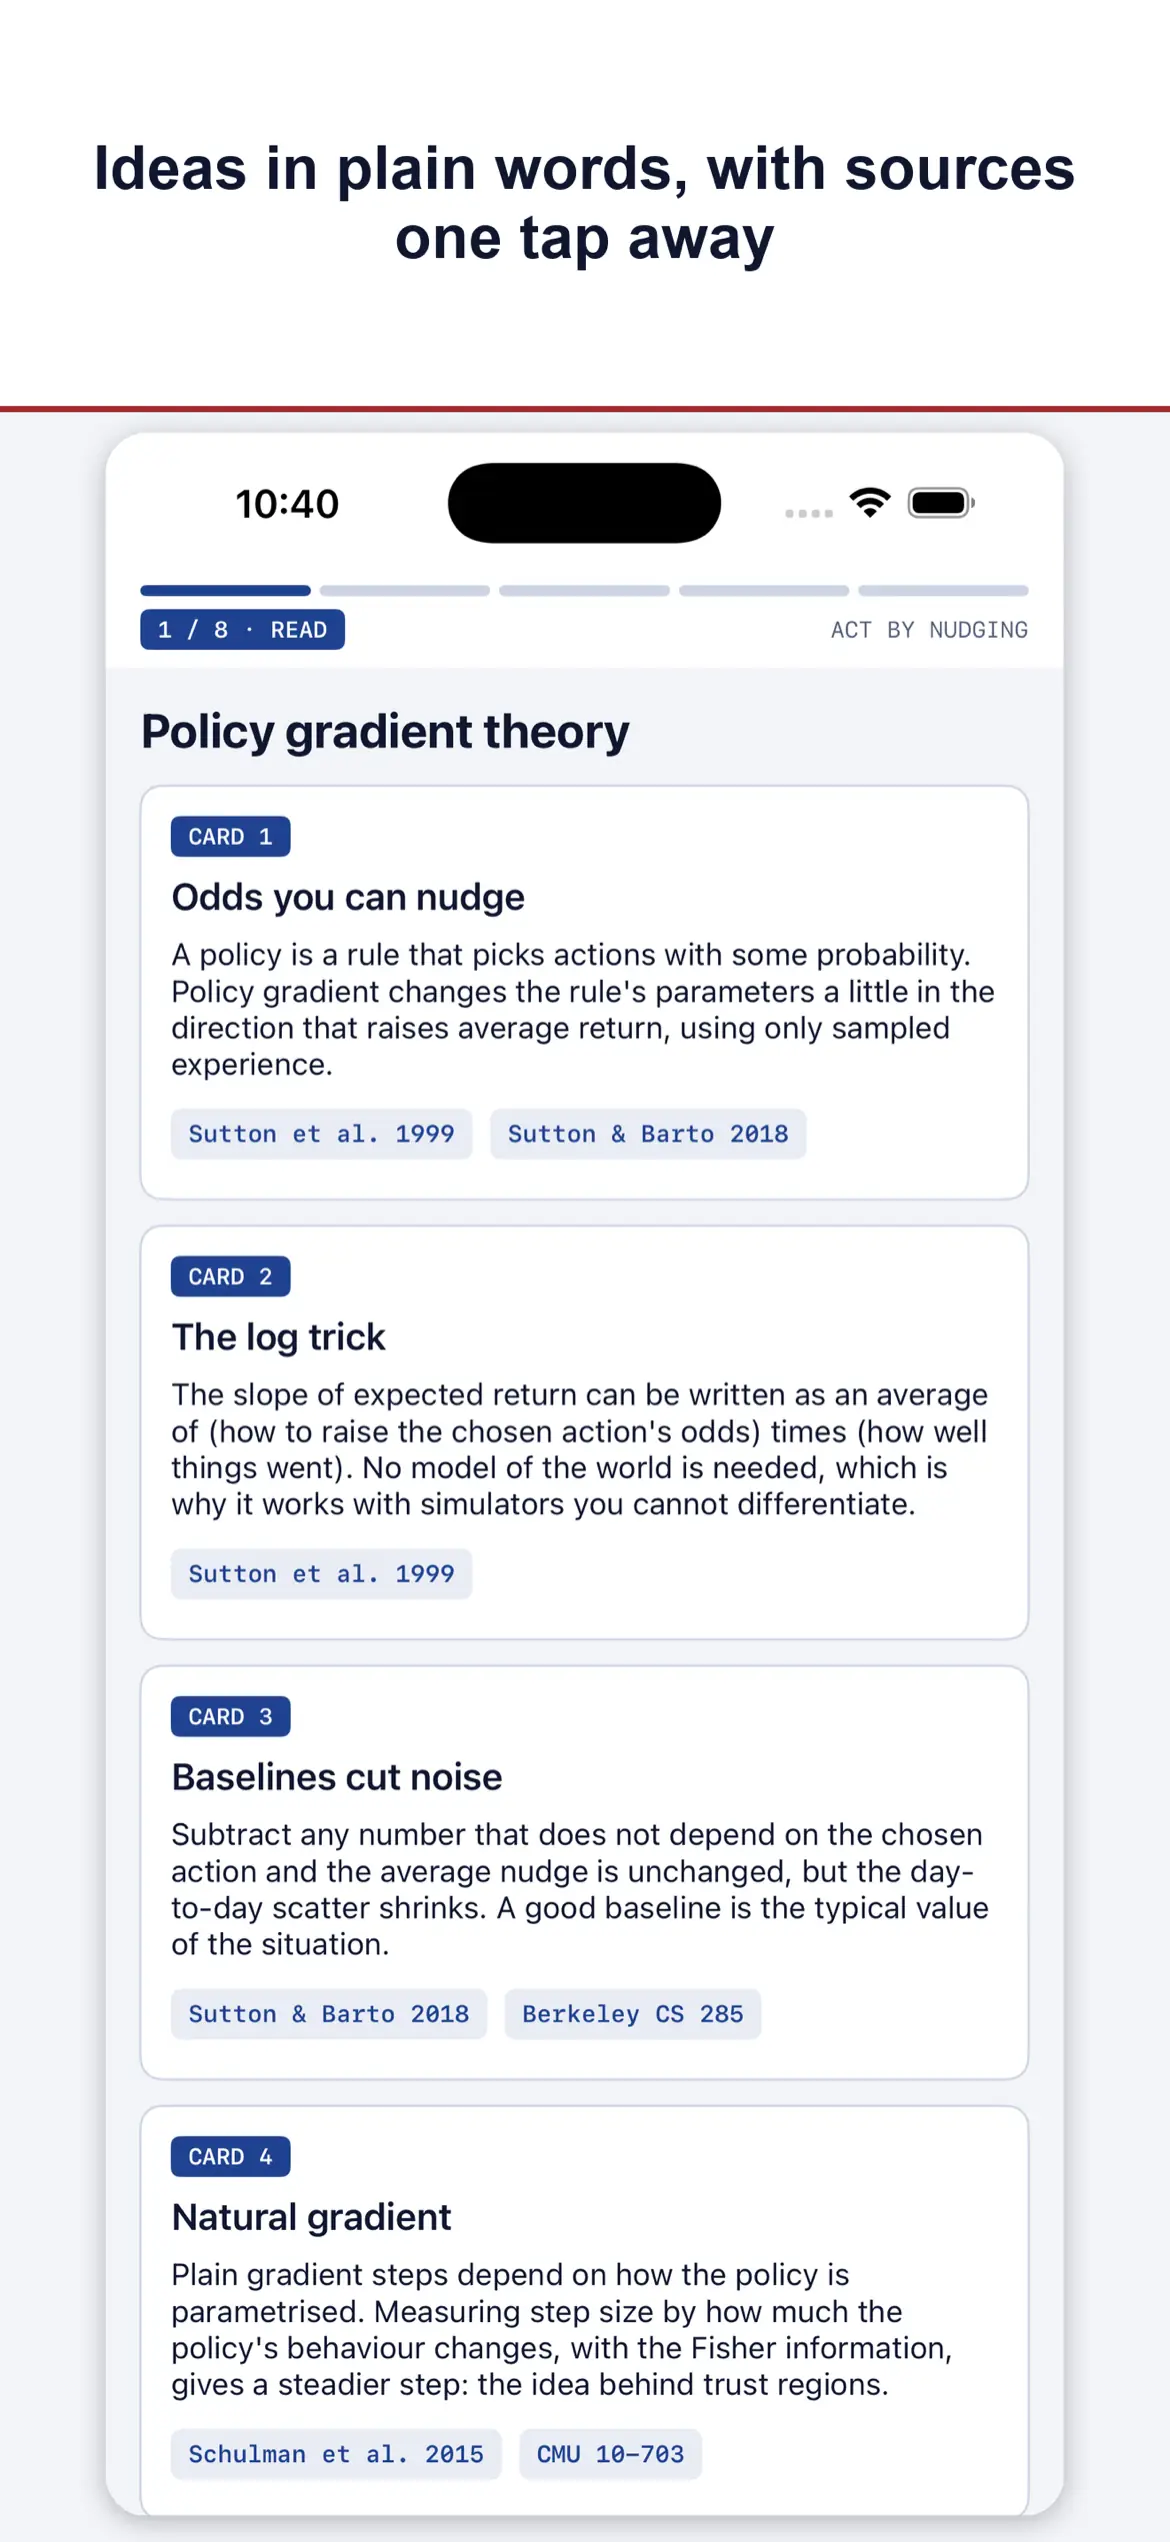 Ideas in plain words, with sources
one tap away
10:40
1 / 8 · READ
ACT BY NUDGING
Policy gradient theory
CARD 1
Odds you can nudge
A policy is a rule that picks actions with some probability.
Policy gradient changes the rule's parameters a little in the
direction that raises average return, using only sampled
experience.
Sutton et al. 1999
Sutton & Barto 2018
CARD 2
The log trick
The slope of expected return can be written as an average
of (how to raise the chosen action's odds) times (how well
things went). No model of the world is needed, which is
why it works with simulators you cannot differentiate.
Sutton et al. 1999
CARD 3
Baselines cut noise
Subtract any number that does not depend on the chosen
action and the average nudge is unchanged, but the day-
to-day scatter shrinks. A good baseline is the typical value
of the situation.
Sutton & Barto 2018
Berkeley CS 285
CARD 4
Natural gradient
Plain gradient steps depend on how the policy is
parametrised. Measuring step size by how much the
policy's behaviour changes, with the Fisher information,
gives a steadier step: the idea behind trust regions.
Schulman et al. 2015
CMU 10-703